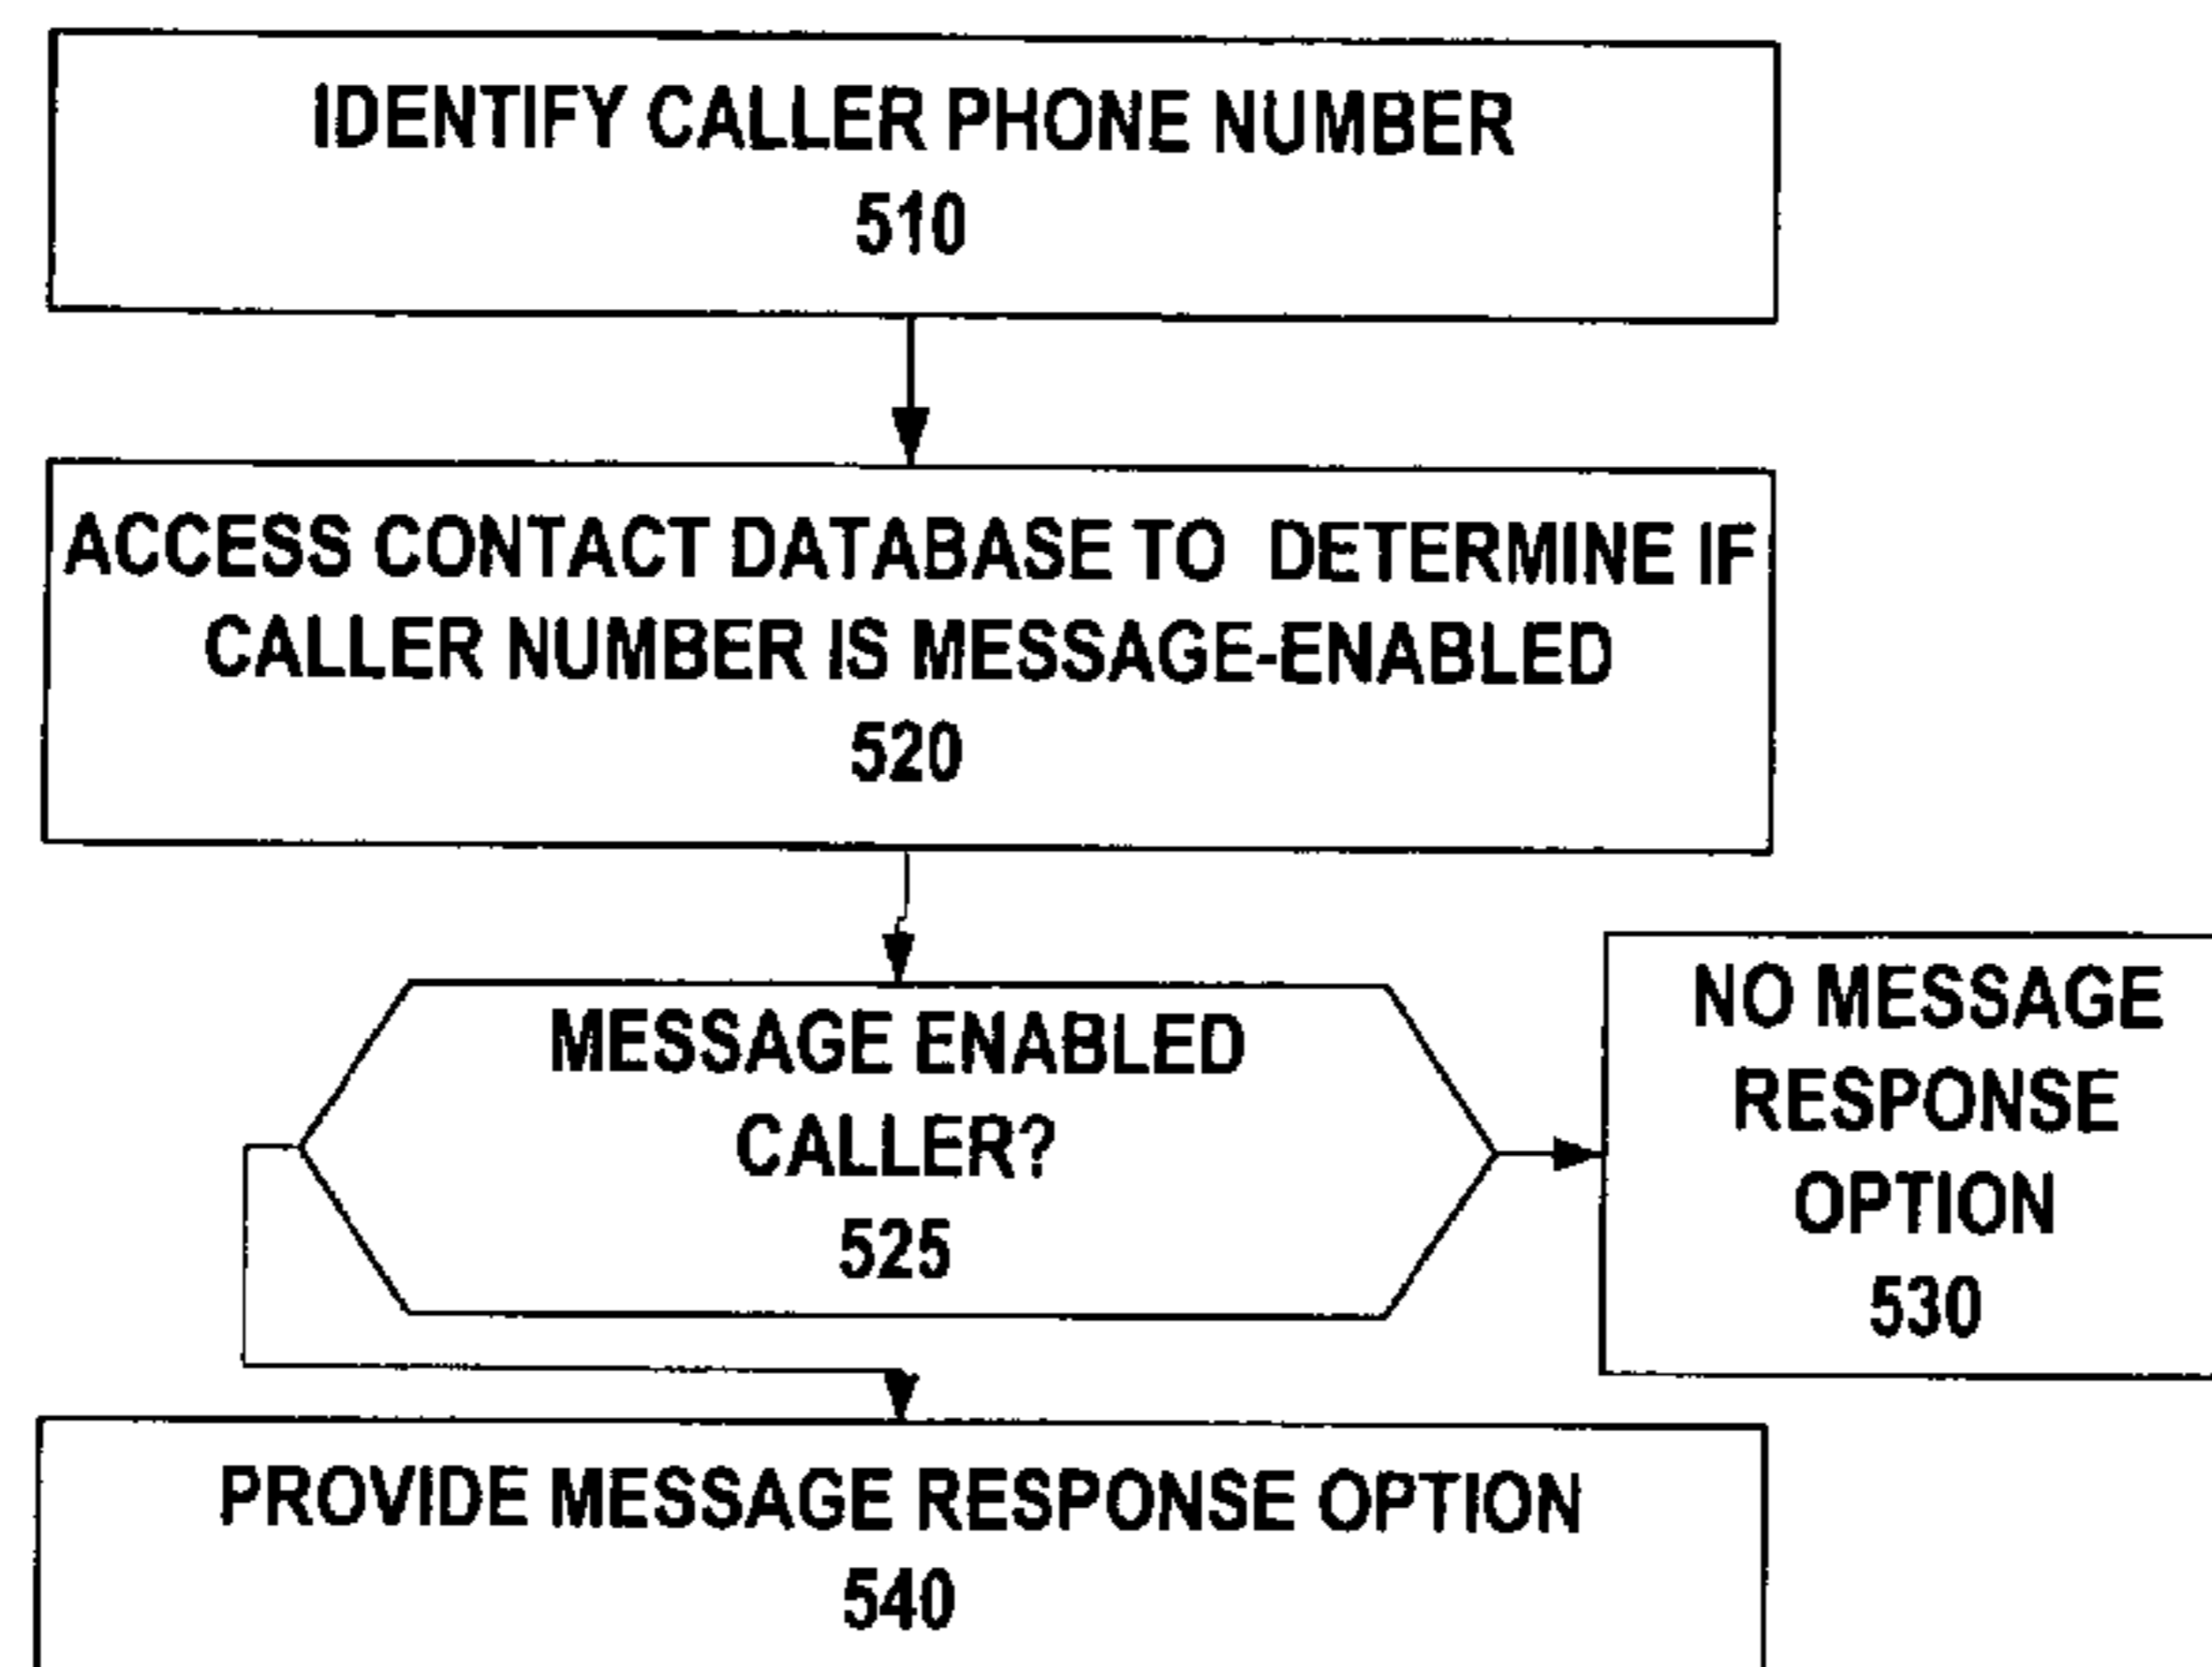 IDENTIFY CALLER PHONE NUMBER
510
ACCESS CONTACT DATABASE TO DETERMINE IF
CALLER NUMBER IS MESSAGE-ENABLED
520
MESSAGE ENABLED
CALLER?
525
NO MESSAGE
RESPONSE
OPTION
530
PROVIDE MESSAGE RESPONSE OPTION
540